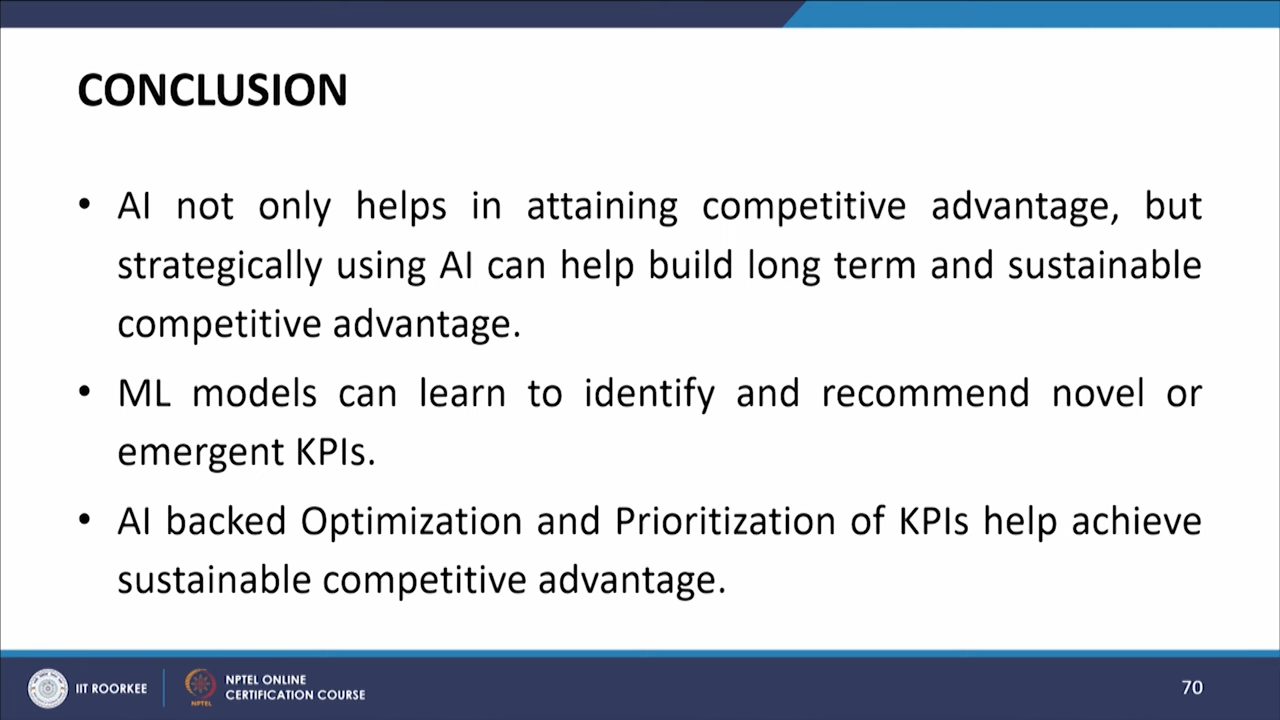 CONCLUSION
• AI not only helps in attaining competitive advantage, but
strategically using AI can help build long term and sustainable
competitive advantage.
• ML models can learn to identify and recommend novel or
emergent KPIs.
• AI backed Optimization and Prioritization of KPIs help achieve
sustainable competitive advantage.
IIT ROORKEE
NPTEL
NPTEL ONLINE
CERTIFICATION COURSE
70